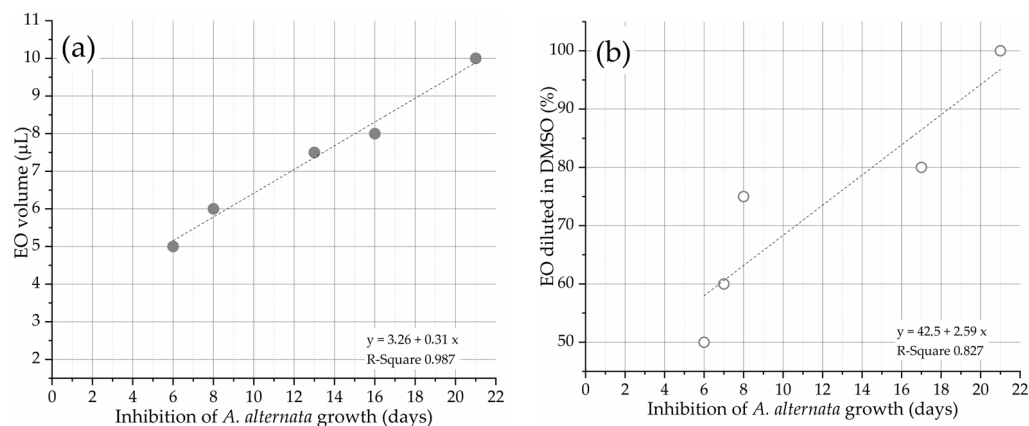 (a)
11
10
9
8
7
6
5
4
3
2
EO volume (µL)
y = 3.26 + 0.31 x
R-Square 0.987
0 2 4 6 8 10 12 14 16 18 20 22
Inhibition of A. alternata growth (days)
(b)
100
90
80
70
60
50
EO diluted in DMSO (%)
y = 42.5 + 2.59 x
R-Square 0.827
0 2 4 6 8 10 12 14 16 18 20 22
Inhibition of A. alternata growth (days)